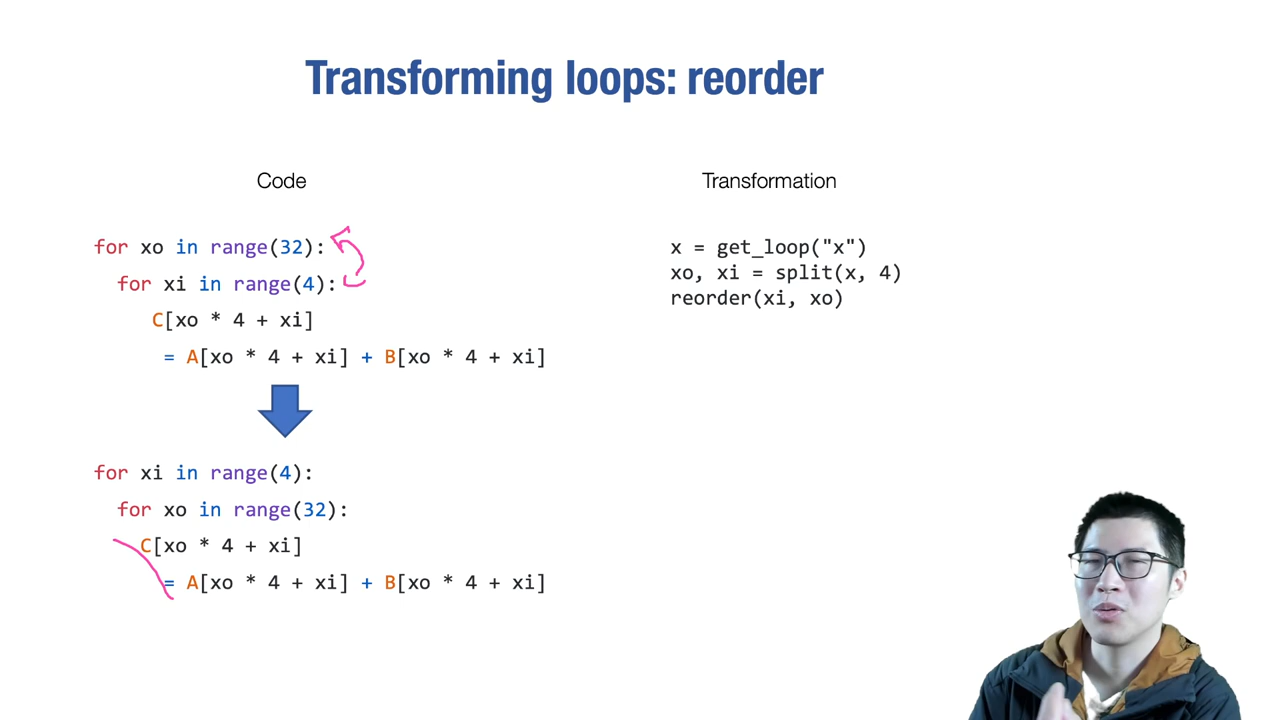 Transforming loops: reorder
Code
for xo in range(32):
for xi in range(4):
C[xo * 4 + xi]
= A[xo * 4 + xi] + B[xo * 4 + xi]
for xi in range(4):
for xo in range(32):
C[xo * 4 + xi]
= A[xo * 4 + xi] + B[xo * 4 + xi]
Transformation
x = get_loop("x")
xo, xi = split(x, 4)
reorder(xi, xo)